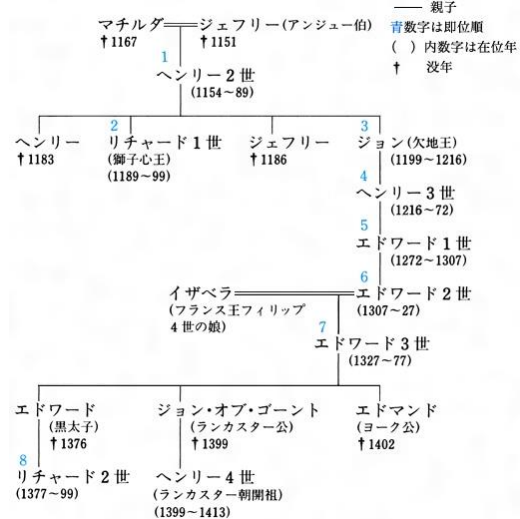 ―― 親子
青数字は即位順
( )内数字は在位年
† 没年
マチルダ ジェフリー(アンジュー伯)
†1167 †1151
1
ヘンリー2世
(1154~89)
2 3
ヘンリー リチャード1世 ジェフリー ジョン(欠地王)
†1183 (獅子心王) †1186 (1199~1216)
(1189~99)
4
ヘンリー3世
(1216~72)
5
エドワード1世
(1272~1307)
6
イザベラ エドワード2世
(フランス王フィリップ (1307~27)
4世の娘)
7
エドワード3世
(1327~77)
エドワード ジョン・オブ・ゴーント エドマンド
(黒太子) (ランカスター公) (ヨーク公)
†1376 †1399 †1402
8
リチャード2世 ヘンリー4世
(1377~99) (ランカスター朝開祖)
(1399~1413)